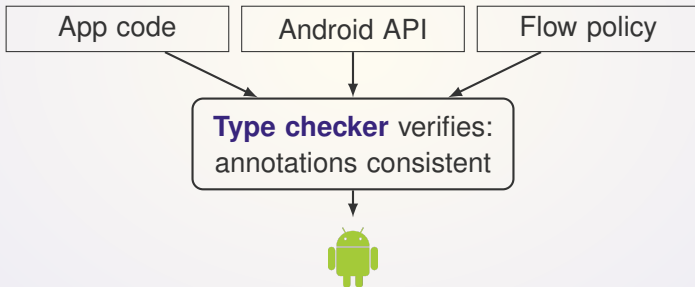 App code
Android API
Flow policy
Type checker verifies:
annotations consistent